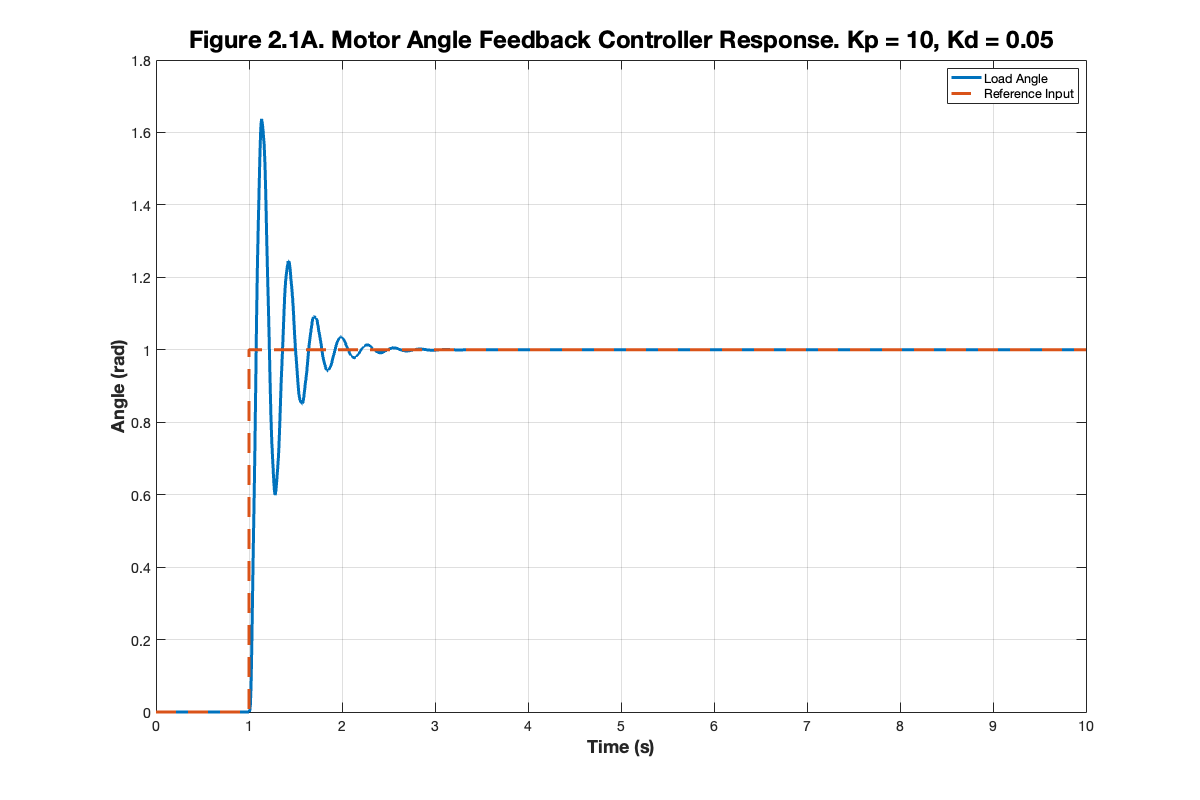 Figure 2.1A. Motor Angle Feedback Controller Response. Kp = 10, Kd = 0.05
Load Angle
Reference Input
1.8
1.6
1.4
1.2
1
0.8
0.6
0.4
0.2
0
Angle (rad)
0 1 2 3 4 5 6 7 8 9 10
Time (s)